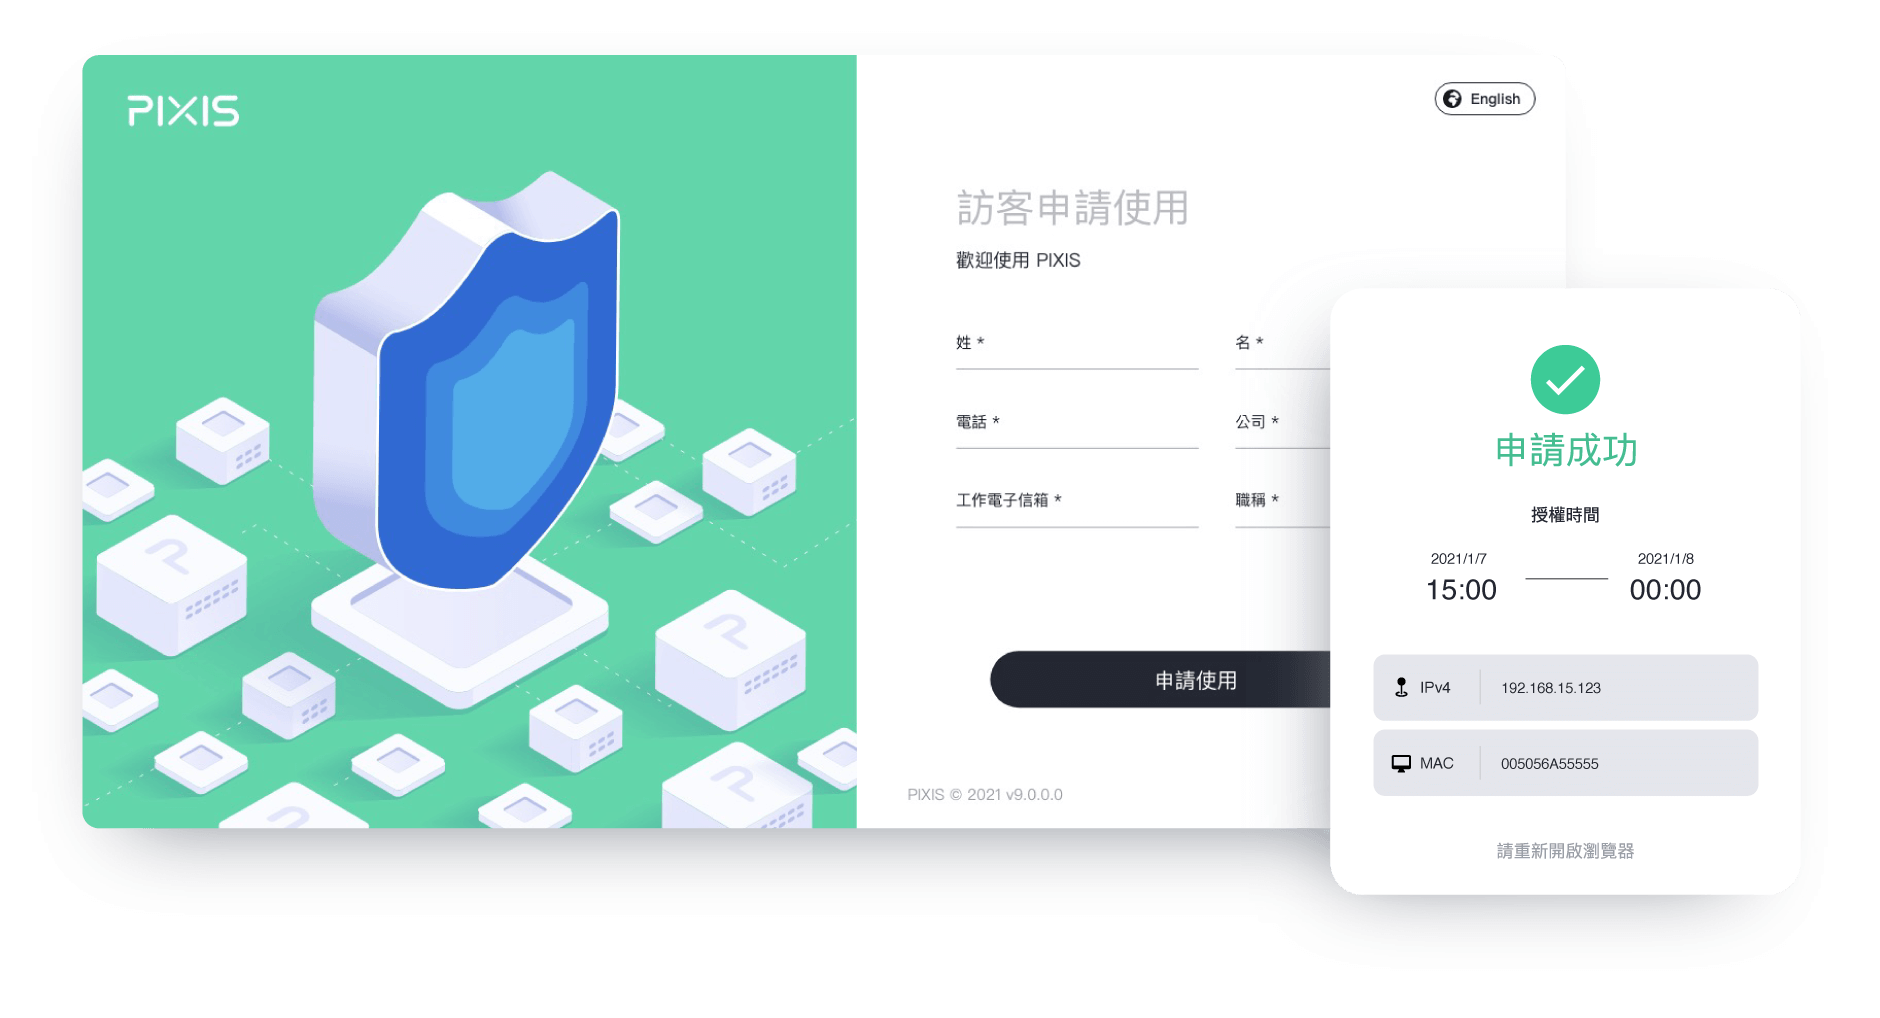 PIXIS
English
訪客申請使用
歡迎使用 PIXIS
姓 *
名 *
電話 *
公司 *
工作電子信箱 *
職稱 *
申請使用
PIXIS © 2021 v9.0.0.0
申請成功
授權時間
2021/1/7
15:00
2021/1/8
00:00
IPv4
192.168.15.123
MAC
005056A55555
請重新開啟瀏覽器